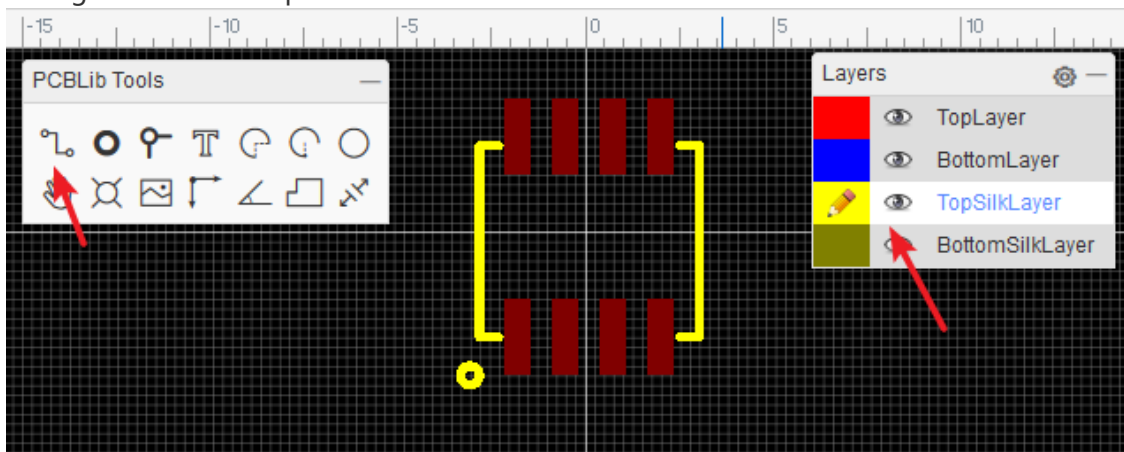 -15 -10 -5 0 5 10
PCBLib Tools
Layers
TopLayer
BottomLayer
TopSilkLayer
BottomSilkLayer